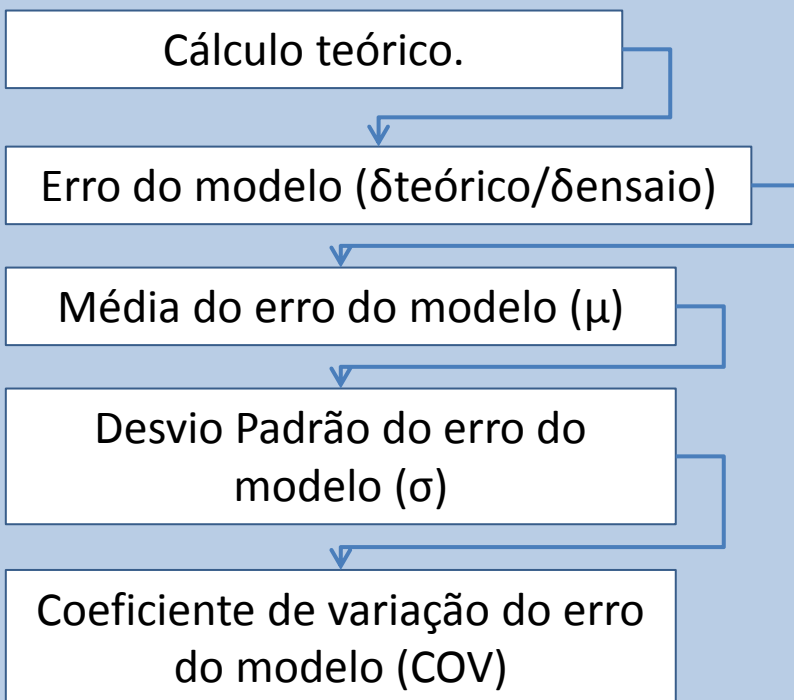 Cálculo teórico.
Erro do modelo (δteórico/δensaio)
Média do erro do modelo (μ)
Desvio Padrão do erro do
modelo (σ)
Coeficiente de variação do erro
do modelo (COV)